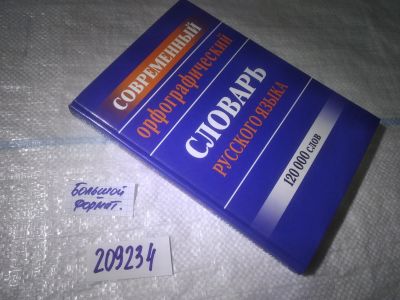 СОВРЕМЕННЫЙ
орфографический
СЛОВАРЬ
РУССКОГО ЯЗЫКА
120 000 СЛОВ
Большой
формат.
209234